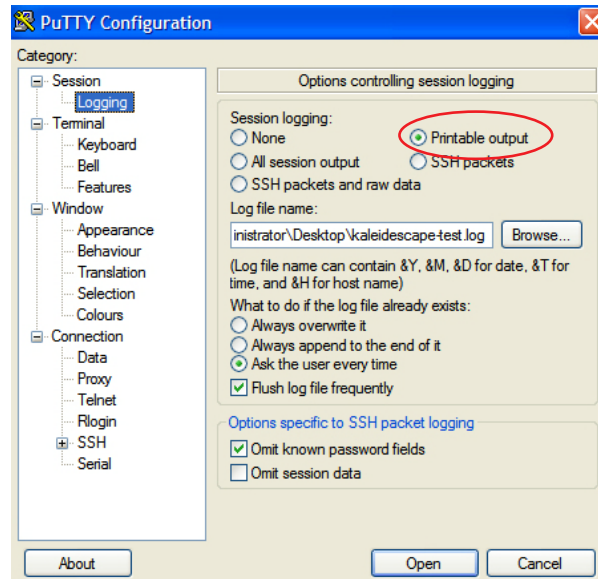 PuTTY Configuration
Category:
Session
Logging
Terminal
Keyboard
Bell
Features
Window
Appearance
Behaviour
Translation
Selection
Colours
Connection
Data
Proxy
Telnet
Rlogin
SSH
Serial
Options controlling session logging
Session logging:
None
Printable output
All session output
SSH packets
SSH packets and raw data
Log file name:
inistrator\Desktop\kaleidescape-test.log
Browse...
(Log file name can contain &Y, &M, &D for date, &T for
time, and &H for host name)
What to do if the log file already exists:
Always overwrite it
Always append to the end of it
Ask the user every time
Flush log file frequently
Options specific to SSH packet logging
Omit known password fields
Omit session data
About
Open
Cancel